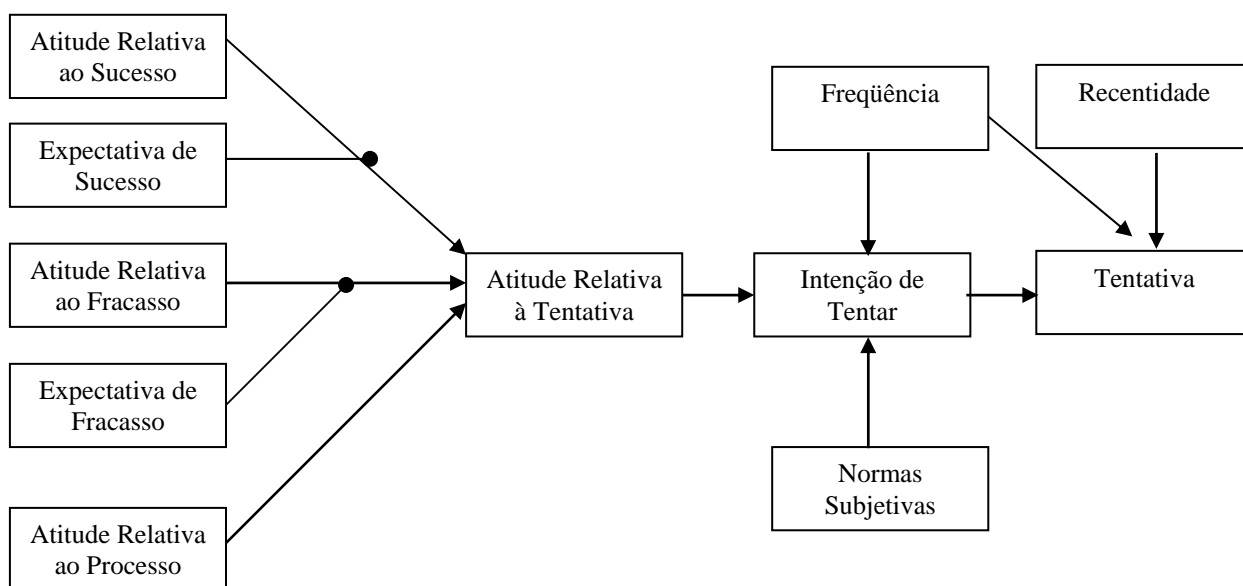 Atitude Relativa
ao Sucesso
Expectativa de
Sucesso
Atitude Relativa
ao Fracasso
Expectativa de
Fracasso
Atitude Relativa
ao Processo
Atitude Relativa
à Tentativa
Freqüência
Intenção de
Tentar
Normas
Subjetivas
Recentidade
Tentativa